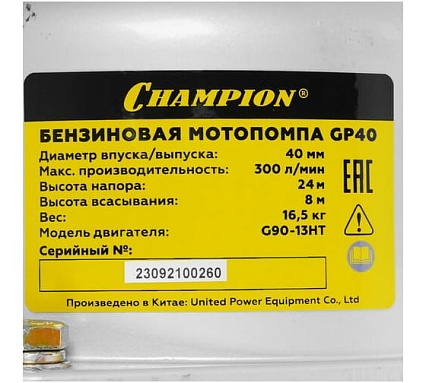 CHAMPION®
БЕНЗИНОВАЯ МОТОПОМПА GP40
Диаметр впуска/выпуска: 40 мм
Макс. производительность: 300 л/мин
Высота напора: 24 м
Высота всасывания: 8 м
Вес: 16,5 кг
Модель двигателя: G90-13HT
Серийный №:
23092100260
Произведено в Китае: United Power Equipment Co., Ltd
EAC